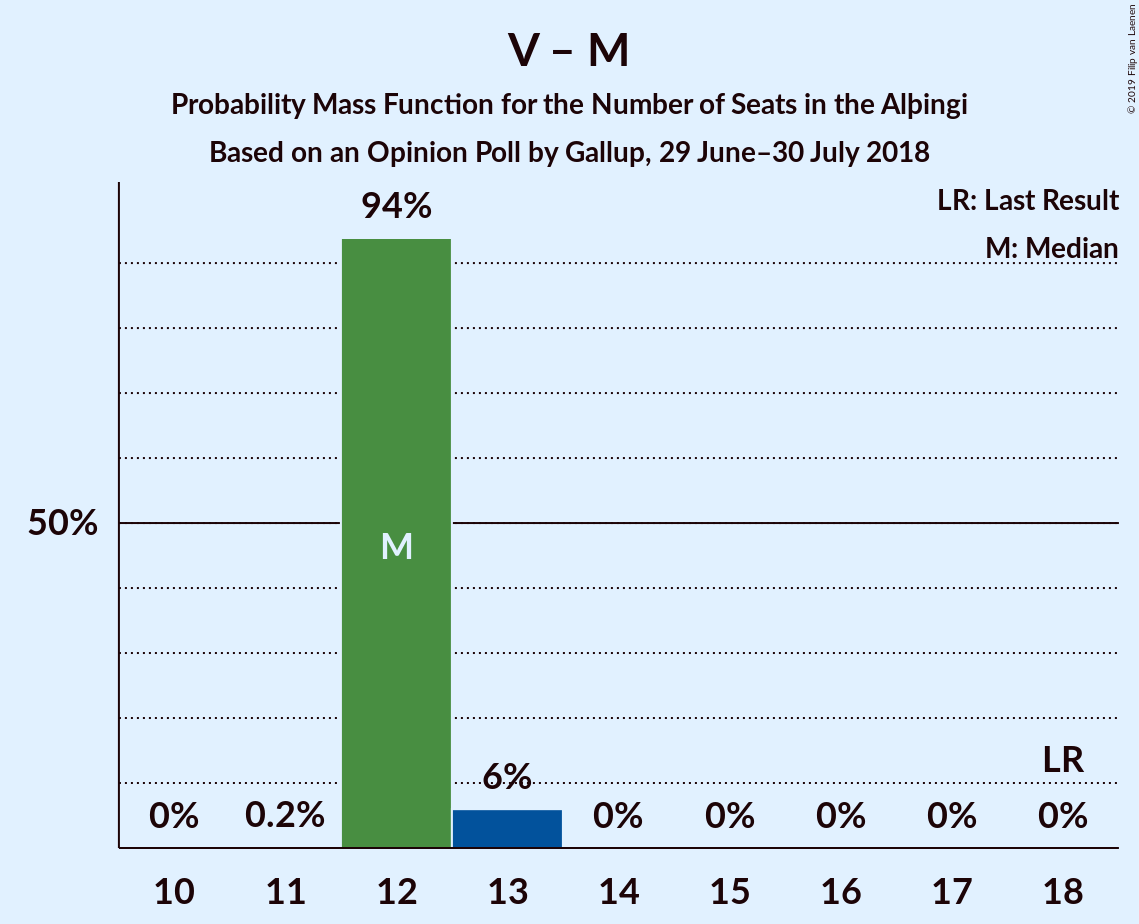 V – M
Probability Mass Function for the Number of Seats in the Alþingi
Based on an Opinion Poll by Gallup, 29 June–30 July 2018
© 2019 Filip van Laenen
LR: Last Result
M: Median
94%
50%
M
LR
0% 0.2% 6% 0% 0% 0% 0% 0%
10 11 12 13 14 15 16 17 18